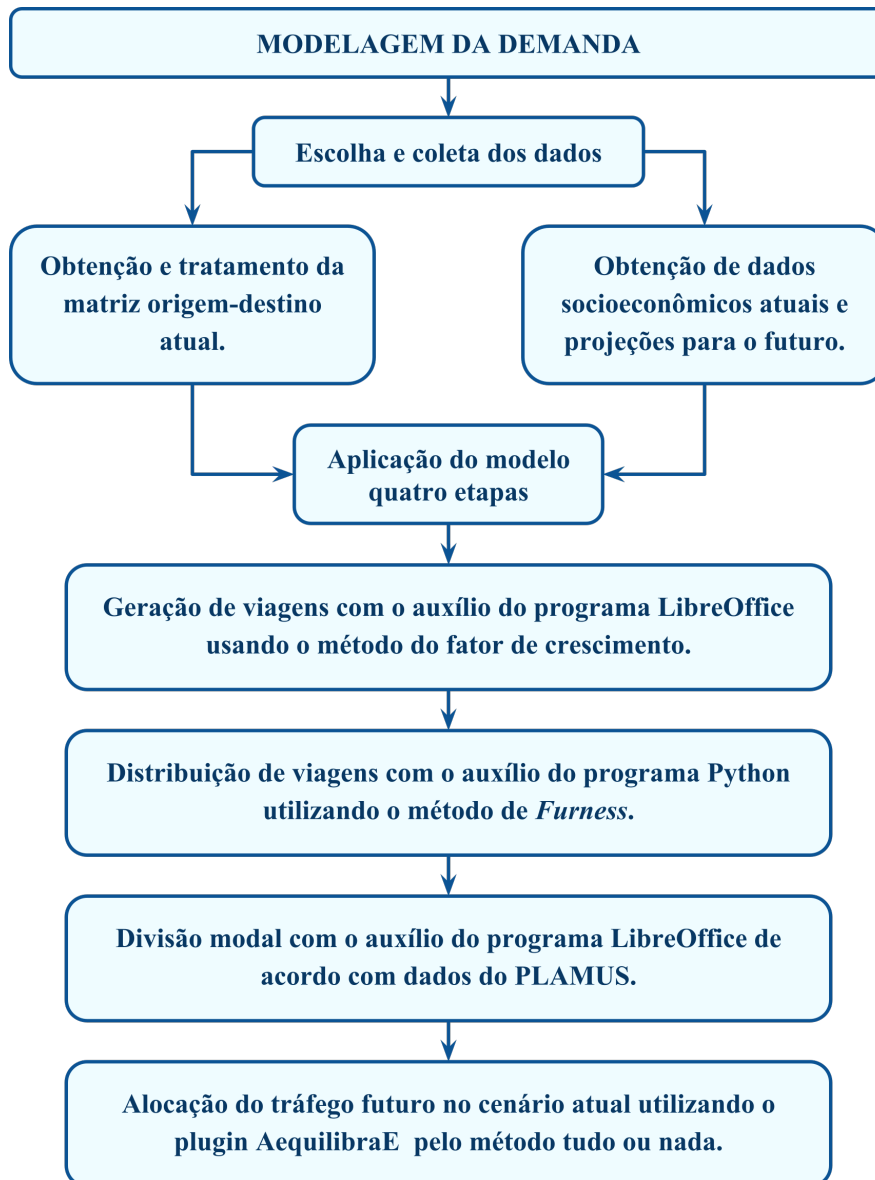 MODELAGEM DA DEMANDA
Escolha e coleta dos dados
Obtenção e tratamento da
matriz origem-destino
atual.
Obtenção de dados
socioeconômicos atuais e
projeções para o futuro.
Aplicação do modelo
quatro etapas
Geração de viagens com o auxílio do programa LibreOffice
usando o método do fator de crescimento.
Distribuição de viagens com o auxílio do programa Python
utilizando o método de Furness.
Divisão modal com o auxílio do programa LibreOffice de
acordo com dados do PLAMUS.
Alocação do tráfego futuro no cenário atual utilizando o
plugin AequilibraE pelo método tudo ou nada.